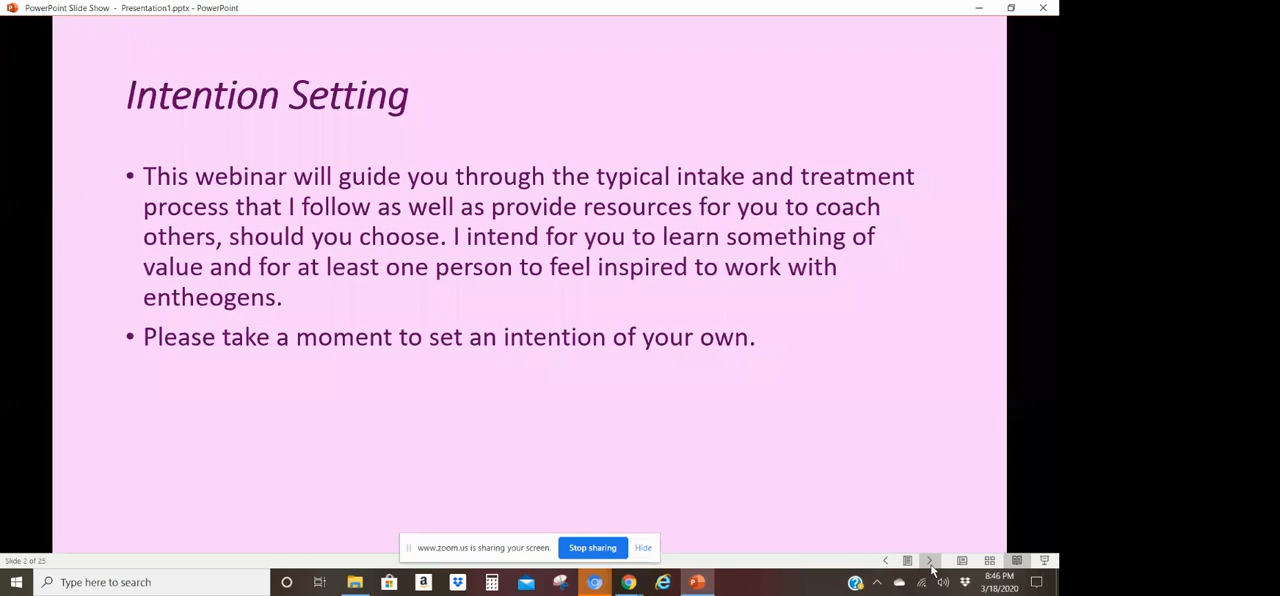 PowerPoint Slide Show - Presentation1.pptx - PowerPoint
Intention Setting
• This webinar will guide you through the typical intake and treatment
process that I follow as well as provide resources for you to coach
others, should you choose. I intend for you to learn something of
value and for at least one person to feel inspired to work with
entheogens.
• Please take a moment to set an intention of your own.
www.zoom.us is sharing your screen. Stop sharing Hide
Slide 2 of 25
Type here to search
8:46 PM
3/18/2020